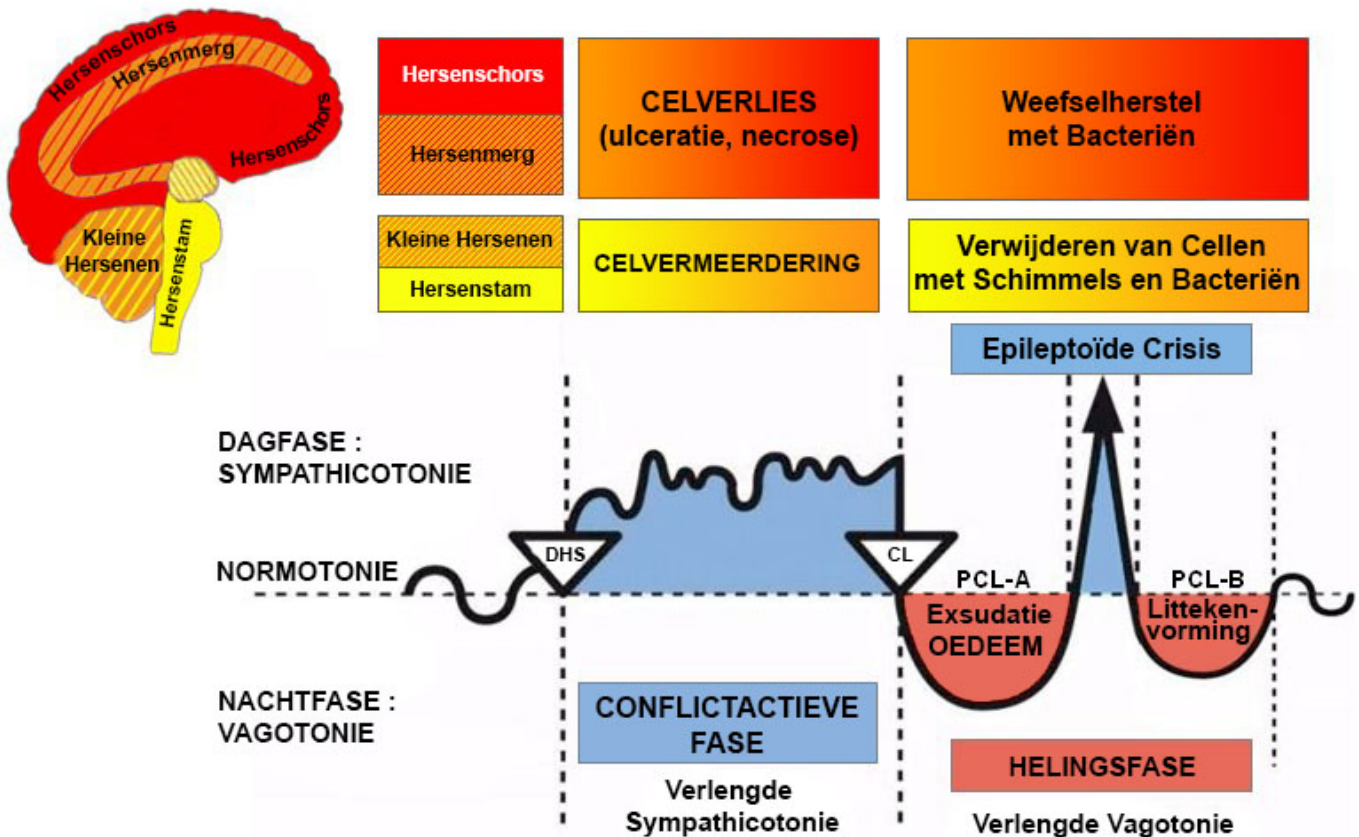 Hersenschors
Hersenmerg
Hersenschors
Kleine
Hersenen
Hersenstam
Hersenschors
Hersenmerg
CELVERLIES
(ulceratie, necrose)
Weefselherstel
met Bacteriën
Kleine Hersenen
Hersenstam
CELVERMEERDERING
Verwijderen van Cellen
met Schimmels en Bacteriën
Epileptoïde Crisis
DAGFASE :
SYMPATHICOTONIE
DHS
CL
NORMOTONIE
PCL-A
Exsudatie
OEDEEM
PCL-B
Litteken-
vorming
NACHTFASE :
VAGOTONIE
CONFLICTACTIEVE
FASE
HELINGSFASE
Verlengde
Sympathicotonie
Verlengde Vagotonie